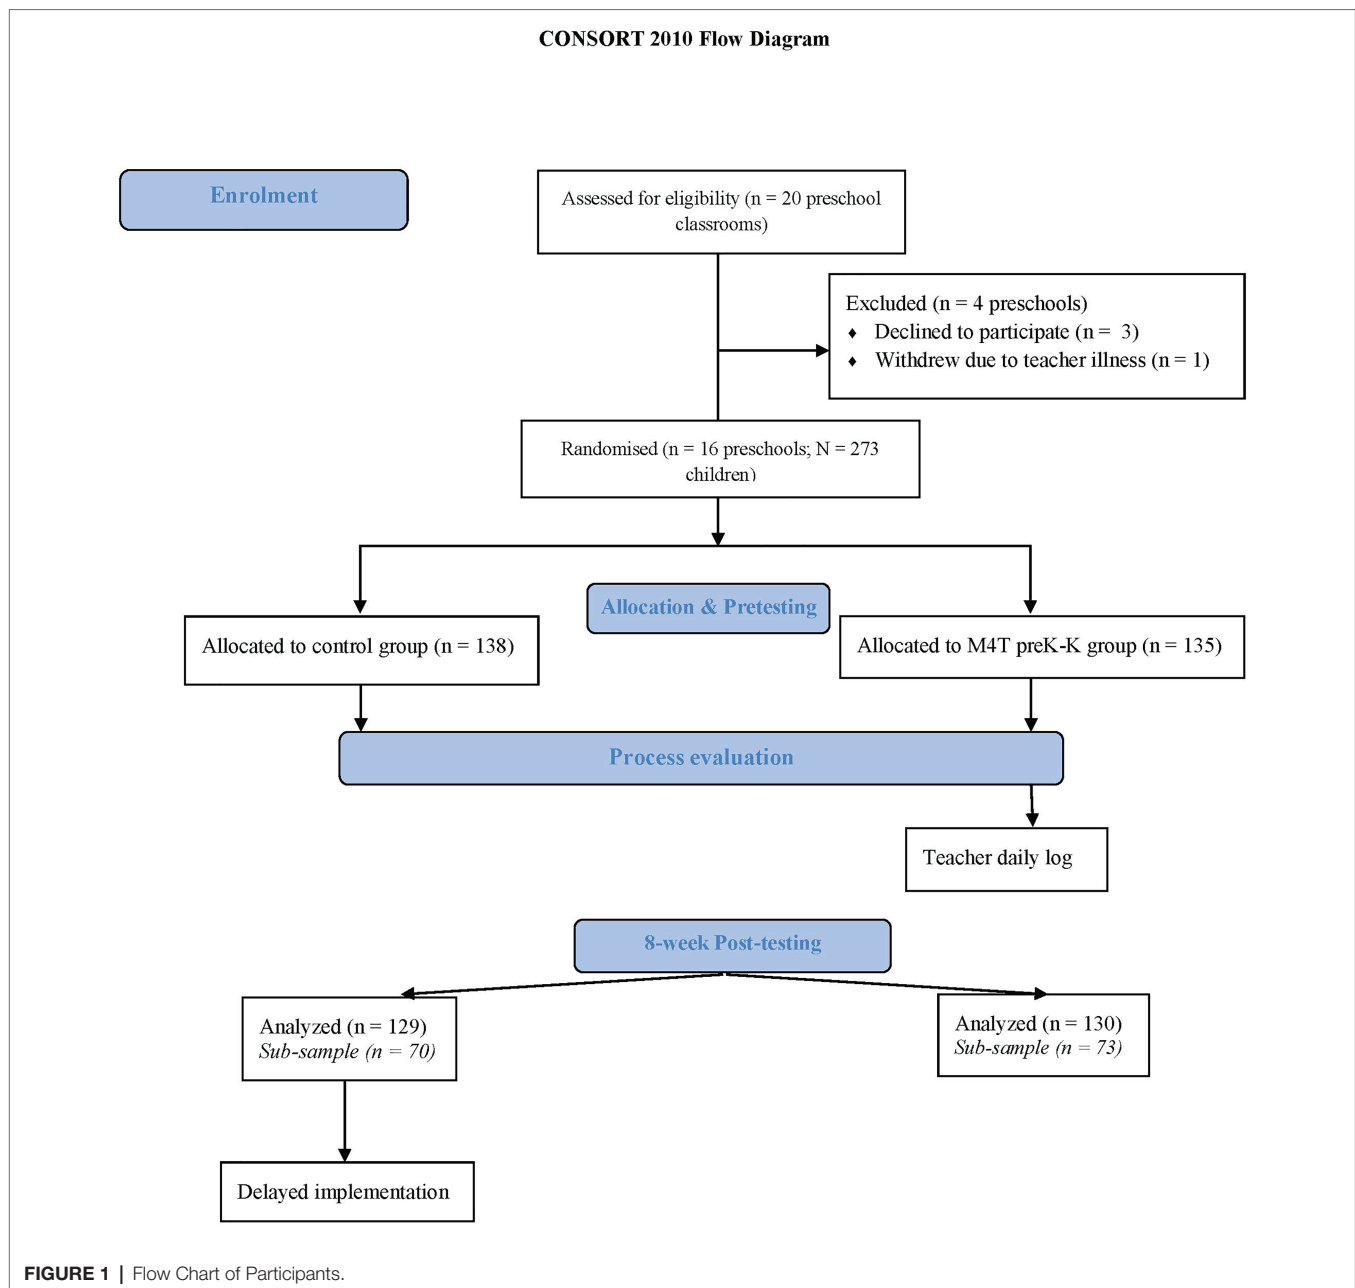 CONSORT 2010 Flow Diagram
Enrolment
Assessed for eligibility (n = 20 preschool
classrooms)
Excluded (n = 4 preschools)
♦ Declined to participate (n = 3)
♦ Withdrew due to teacher illness (n = 1)
Randomised (n = 16 preschools; N = 273
children)
Allocation & Pretesting
Allocated to control group (n = 138)
Allocated to M4T preK-K group (n = 135)
Process evaluation
Teacher daily log
8-week Post-testing
Analyzed (n = 129)
Sub-sample (n = 70)
Analyzed (n = 130)
Sub-sample (n = 73)
Delayed implementation
FIGURE 1 | Flow Chart of Participants.